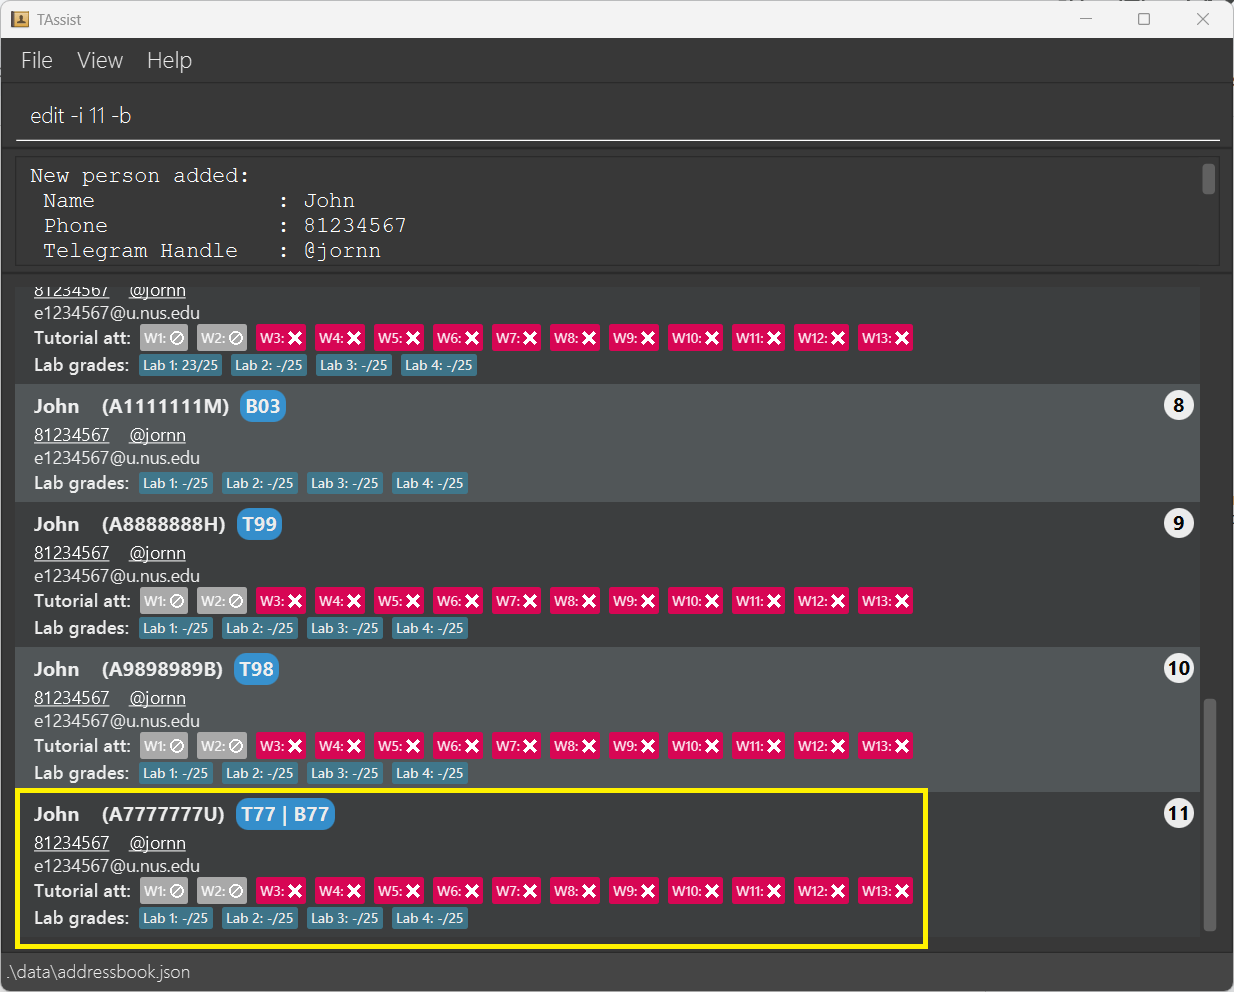 TAssist
File View Help
edit -i 11 -b
New person added:
Name : John
Phone : 81234567
Telegram Handle : @jornn
81234567 @jornn
e1234567@u.nus.edu
Tutorial att: W1: W2: W3: W4: W5: W6: W7: W8: W9: W10: W11: W12: W13:
Lab grades: Lab 1: 23/25 Lab 2: -/25 Lab 3: -/25 Lab 4: -/25
John (A1111111M) B03 8
81234567 @jornn
e1234567@u.nus.edu
Lab grades: Lab 1: -/25 Lab 2: -/25 Lab 3: -/25 Lab 4: -/25
John (A8888888H) T99 9
81234567 @jornn
e1234567@u.nus.edu
Tutorial att: W1: W2: W3: W4: W5: W6: W7: W8: W9: W10: W11: W12: W13:
Lab grades: Lab 1: -/25 Lab 2: -/25 Lab 3: -/25 Lab 4: -/25
John (A9898989B) T98 10
81234567 @jornn
e1234567@u.nus.edu
Tutorial att: W1: W2: W3: W4: W5: W6: W7: W8: W9: W10: W11: W12: W13:
Lab grades: Lab 1: -/25 Lab 2: -/25 Lab 3: -/25 Lab 4: -/25
John (A7777777U) T77 | B77 11
81234567 @jornn
e1234567@u.nus.edu
Tutorial att: W1: W2: W3: W4: W5: W6: W7: W8: W9: W10: W11: W12: W13:
Lab grades: Lab 1: -/25 Lab 2: -/25 Lab 3: -/25 Lab 4: -/25
.\data\addressbook.json